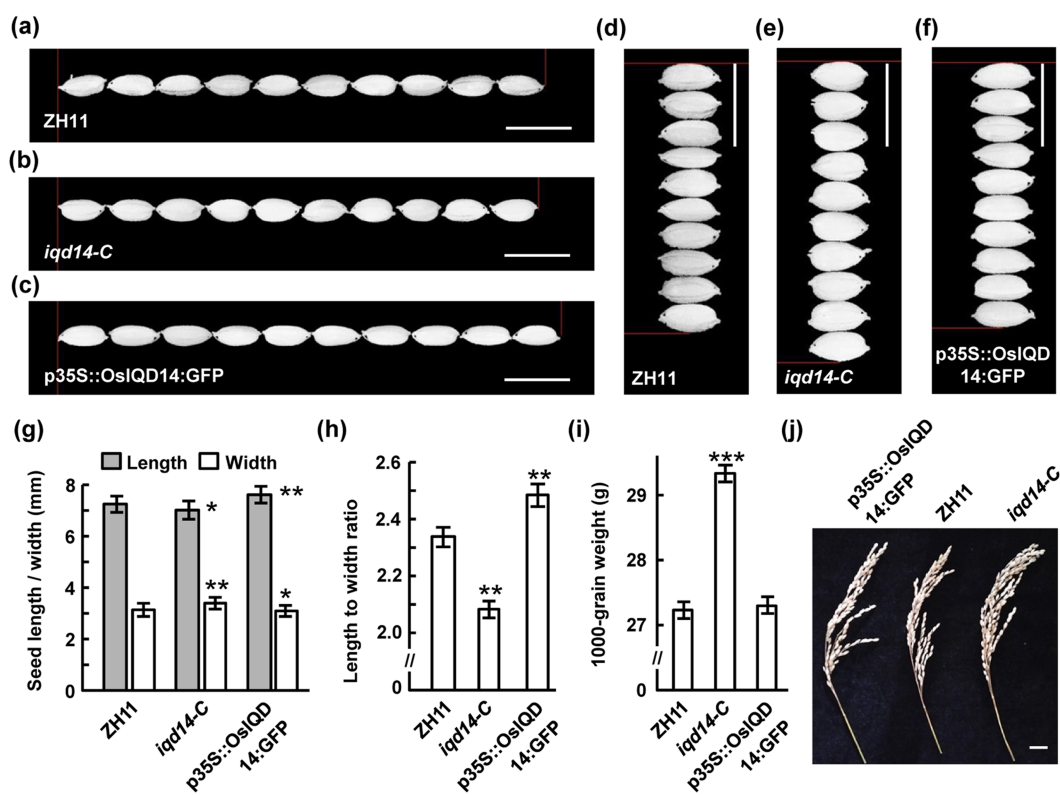 (a)
ZH11
(b)
iqd14-C
(c)
p35S::OsIQD14:GFP
(d)
ZH11
(e)
iqd14-C
(f)
p35S::OsIQD
14:GFP
(g)
Length Width
Seed length / width (mm)
8
6
4
2
0
*
**
**
*
ZH11
iqd14-C
p35S::OsIQD
14:GFP
(h)
Length to width ratio
2.6
2.4
2.2
2.0
//
0
**
**
ZH11
iqd14-C
p35S::OsIQD
14:GFP
(i)
1000-grain weight (g)
29
28
27
//
0
***
ZH11
iqd14-C
p35S::OsIQD
14:GFP
(j)
p35S::OsIQD
14:GFP
ZH11
iqd14-C